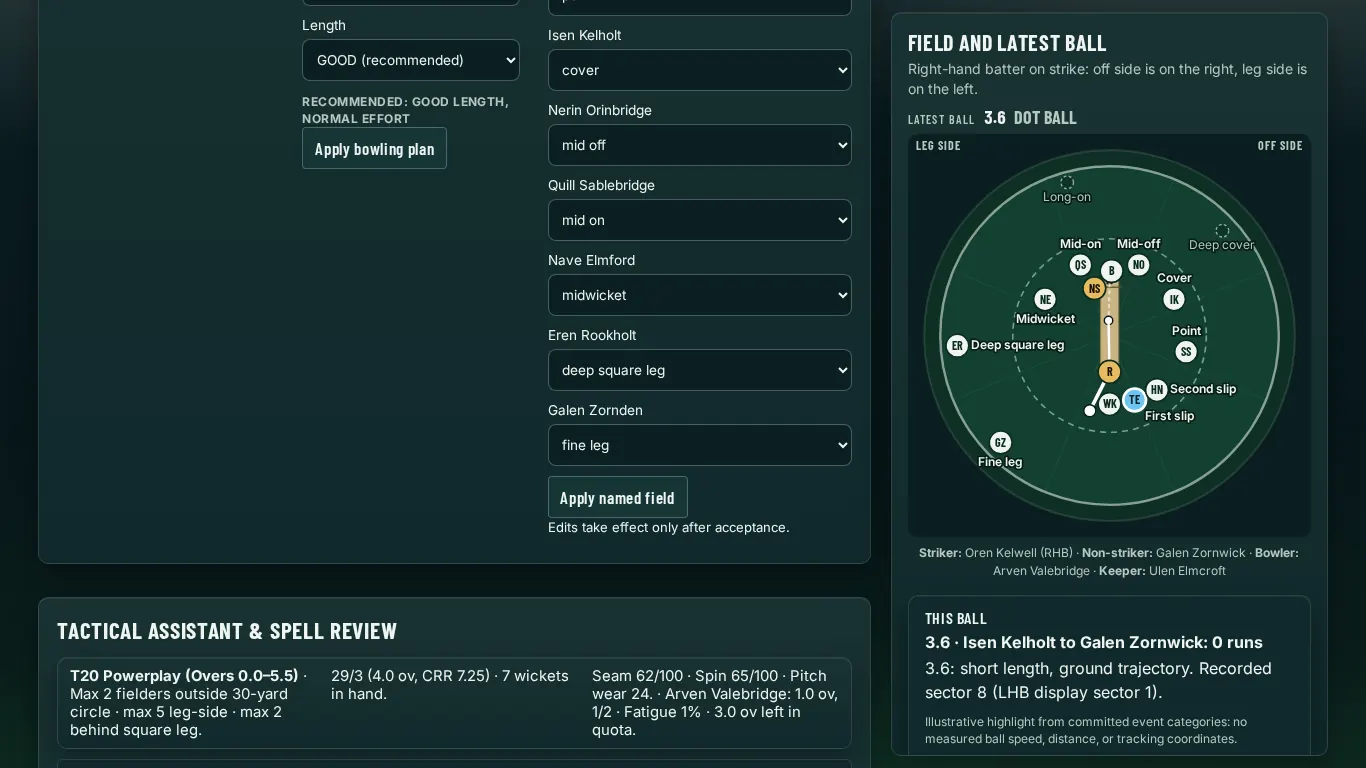 Length
GOOD (recommended)
RECOMMENDED: GOOD LENGTH,
NORMAL EFFORT
Apply bowling plan
Isen Kelholt
cover
Nerin Orinbridge
mid off
Quill Sablebridge
mid on
Nave Elmford
midwicket
Eren Rookholt
deep square leg
Galen Zornden
fine leg
Apply named field
Edits take effect only after acceptance.
TACTICAL ASSISTANT & SPELL REVIEW
T20 Powerplay (Overs 0.0–5.5) ·
Max 2 fielders outside 30-yard
circle · max 5 leg-side · max 2
behind square leg.
29/3 (4.0 ov, CRR 7.25) · 7 wickets
in hand.
Seam 62/100 · Spin 65/100 · Pitch
wear 24. · Arven Valebridge: 1.0 ov,
1/2 · Fatigue 1% · 3.0 ov left in
quota.
FIELD AND LATEST BALL
Right-hand batter on strike: off side is on the right, leg side is
on the left.
LATEST BALL 3.6 DOT BALL
LEG SIDE
OFF SIDE
Long-on
Deep cover
Mid-on
Mid-off
QS
B
NO
Cover
NS
NE
IK
Midwicket
Point
ER
Deep square leg
SS
R
HN
Second slip
WK
TE
First slip
GZ
Fine leg
Striker: Oren Kelwell (RHB) · Non-striker: Galen Zornwick · Bowler:
Arven Valebridge · Keeper: Ulen Elmcroft
THIS BALL
3.6 · Isen Kelholt to Galen Zornwick: 0 runs
3.6: short length, ground trajectory. Recorded
sector 8 (LHB display sector 1).
Illustrative highlight from committed event categories: no
measured ball speed, distance, or tracking coordinates.